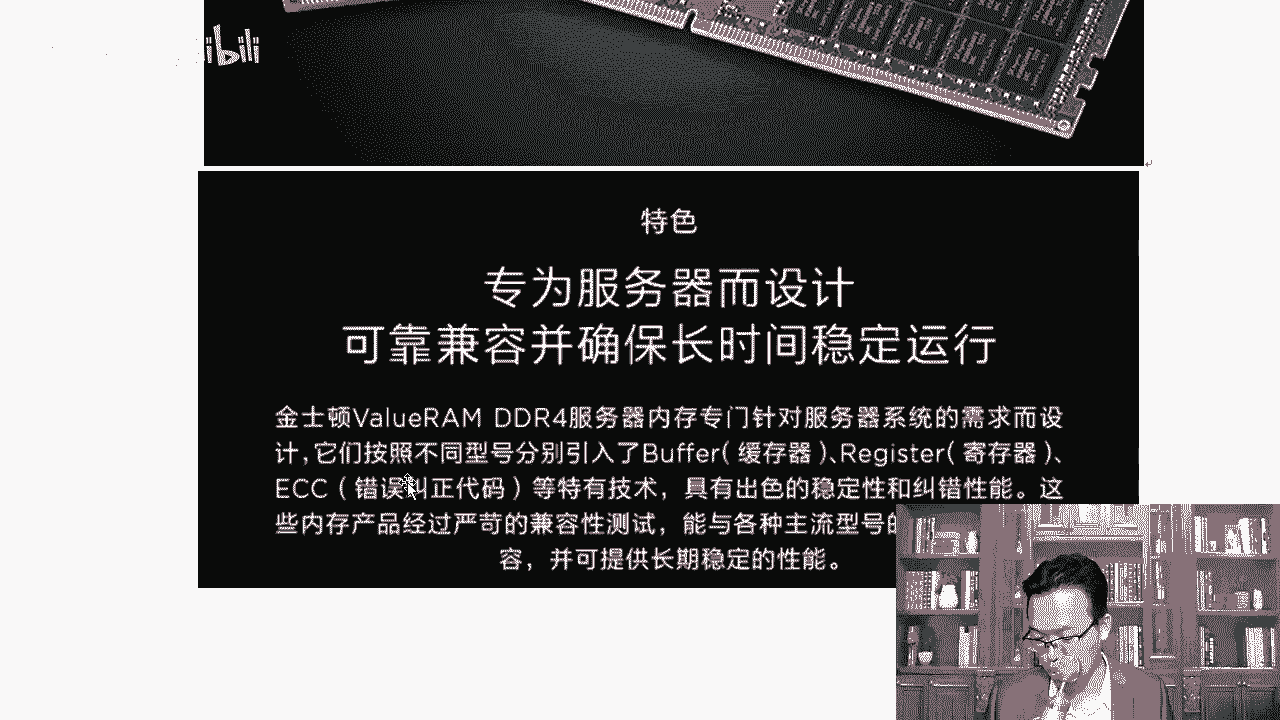 ibili
特色
专为服务器而设计
可靠兼容并确保长时间稳定运行
金士顿ValueRAM DDR4服务器内存专门针对服务器系统的需求而设
计,它们按照不同型号分别引入了Buffer(缓存器)、Register(寄存器)、
ECC(错误纠正代码)等特有技术，具有出色的稳定性和纠错性能。这
些内存产品经过严苛的兼容性测试，能与各种主流型号的
容，并可提供长期稳定的性能。